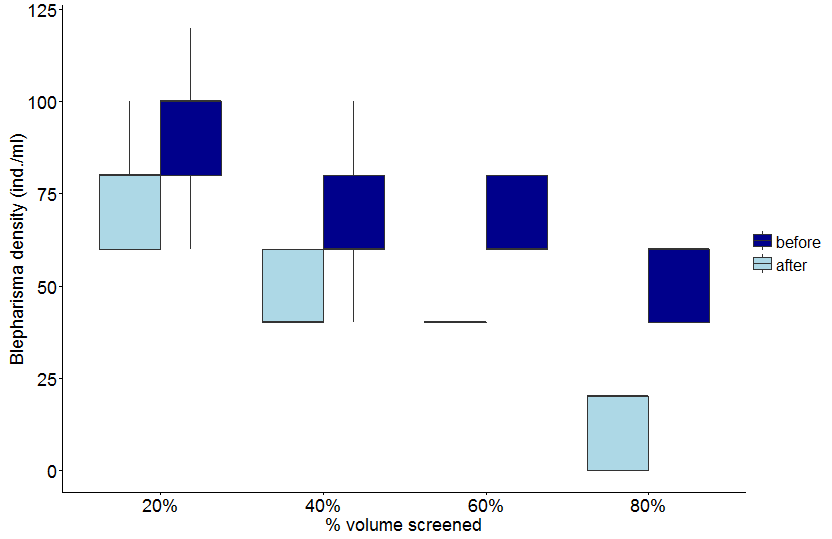 125
100
75
50
25
0
Blepharisma density (ind./ml)
20%
40%
60%
80%
% volume screened
before
after